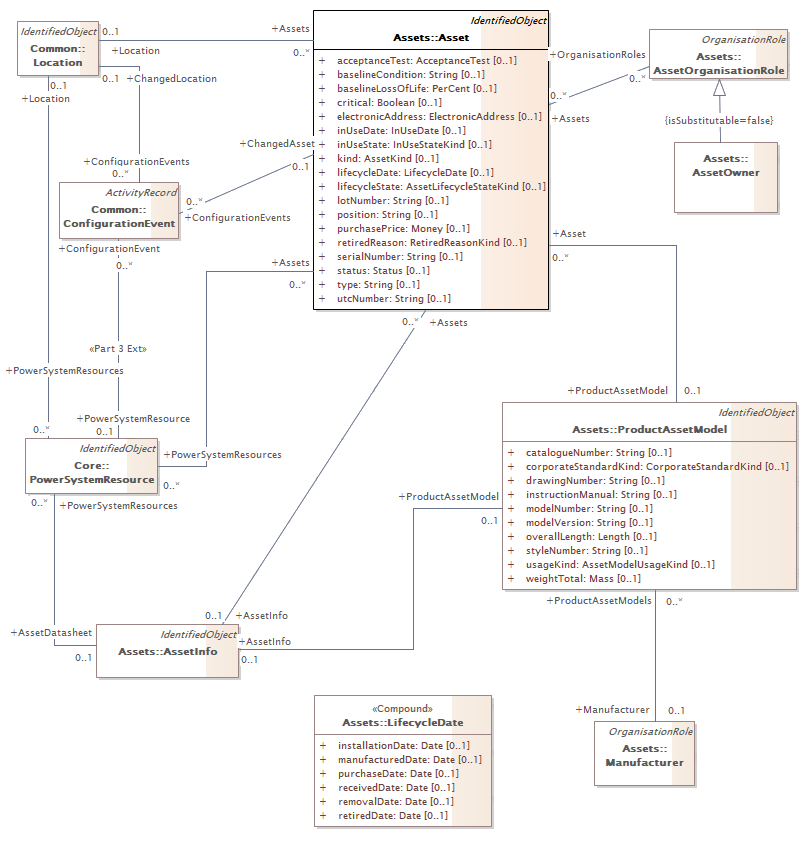 IdentifiedObject
Common::
Location
0..1
+Location
+Assets
0..*
0..1
+Location
0..1
+ChangedLocation
IdentifiedObject
Assets::Asset
+ acceptanceTest: AcceptanceTest [0..1]
+ baselineCondition: String [0..1]
+ baselineLossOfLife: PerCent [0..1]
+ critical: Boolean [0..1]
+ electronicAddress: ElectronicAddress [0..1]
+ inUseDate: InUseDate [0..1]
+ inUseState: InUseStateKind [0..1]
+ kind: AssetKind [0..1]
+ lifecycleDate: LifecycleDate [0..1]
+ lifecycleState: AssetLifecycleStateKind [0..1]
+ lotNumber: String [0..1]
+ position: String [0..1]
+ purchasePrice: Money [0..1]
+ retiredReason: RetiredReasonKind [0..1]
+ serialNumber: String [0..1]
+ status: Status [0..1]
+ type: String [0..1]
+ utcNumber: String [0..1]
+OrganisationRoles
0..*
0..*
+Assets
OrganisationRole
Assets::
AssetOrganisationRole
{isSubstitutable=false}
Assets::
AssetOwner
+ChangedAsset
0..1
+ConfigurationEvents
0..*
ActivityRecord
Common::
ConfigurationEvent
0..*
+ConfigurationEvents
+ConfigurationEvent
0..*
+Assets
0..*
+Asset
0..*
0..*
+Assets
«Part 3 Ext»
+PowerSystemResources
0..*
+PowerSystemResource
0..1
IdentifiedObject
Core::
PowerSystemResource
+PowerSystemResources
0..*
0..*
+PowerSystemResources
+ProductAssetModel
0..1
IdentifiedObject
Assets::ProductAssetModel
+ catalogueNumber: String [0..1]
+ corporateStandardKind: CorporateStandardKind [0..1]
+ drawingNumber: String [0..1]
+ instructionManual: String [0..1]
+ modelNumber: String [0..1]
+ modelVersion: String [0..1]
+ overallLength: Length [0..1]
+ styleNumber: String [0..1]
+ usageKind: AssetModelUsageKind [0..1]
+ weightTotal: Mass [0..1]
+ProductAssetModel
0..1
+ProductAssetModels
0..*
0..1
+AssetInfo
+AssetDatasheet
0..1
IdentifiedObject
Assets::AssetInfo
+AssetInfo
0..1
+Manufacturer
0..1
OrganisationRole
Assets::
Manufacturer
«Compound»
Assets::LifecycleDate
+ installationDate: Date [0..1]
+ manufacturedDate: Date [0..1]
+ purchaseDate: Date [0..1]
+ receivedDate: Date [0..1]
+ removalDate: Date [0..1]
+ retiredDate: Date [0..1]